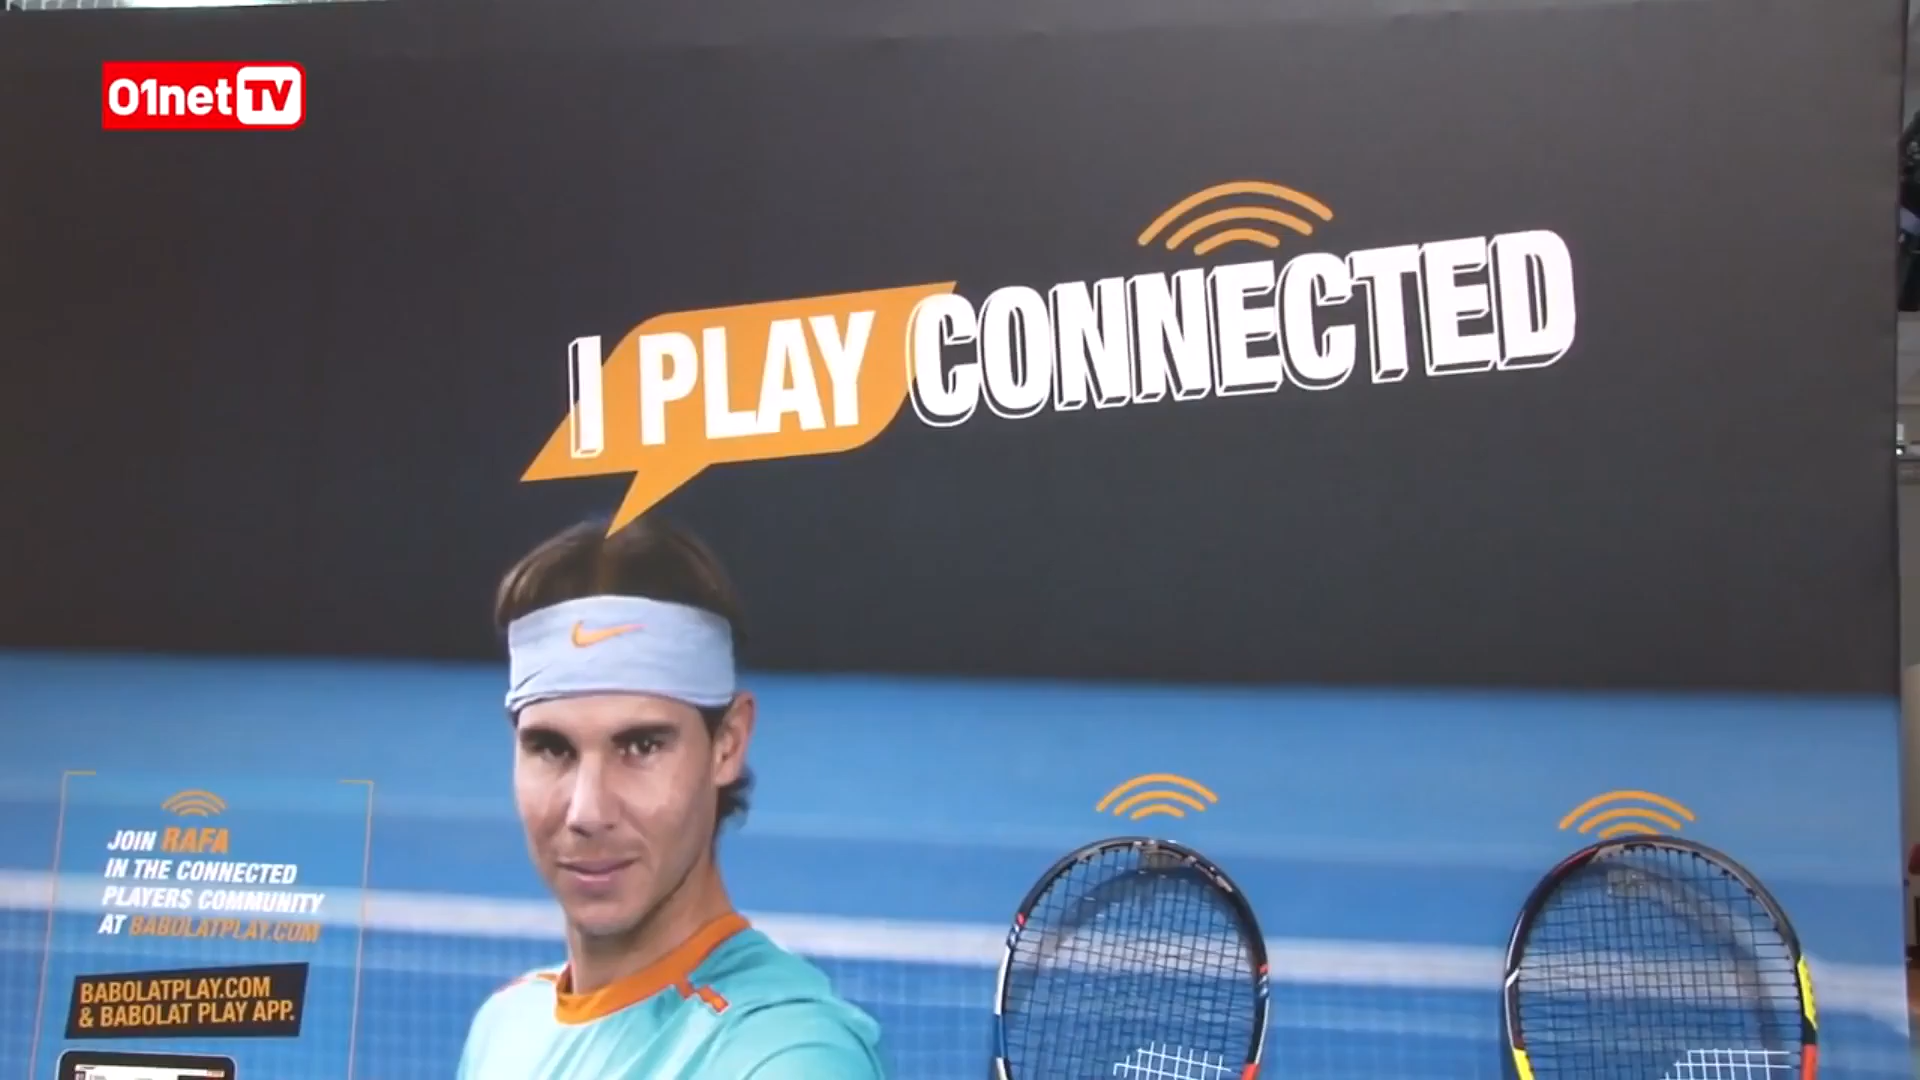 01netTV
I PLAY CONNECTED
JOIN RAFA
IN THE CONNECTED
PLAYERS COMMUNITY
AT BABOLATPLAY.COM
BABOLATPLAY.COM
& BABOLAT PLAY APP.